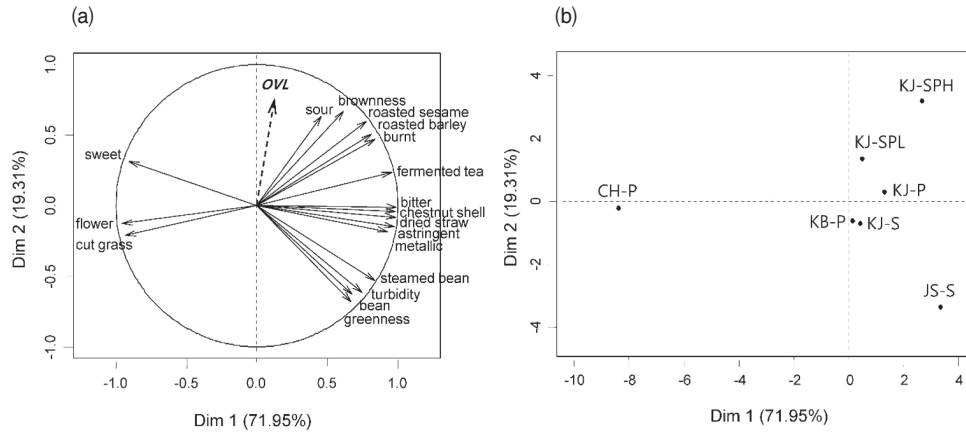 (a)
(b)
1.0
0.5
0.0
-0.5
-1.0
Dim 2 (19.31%)
OVL
sour
brownness
roasted sesame
roasted barley
burnt
sweet
fermented tea
bitter
chestnut shell
dried straw
astringent
metallic
flower
cut grass
steamed bean
turbidity
bean
greenness
-1.0
-0.5
0.0
0.5
1.0
Dim 1 (71.95%)
4
2
0
-2
-4
Dim 2 (19.31%)
KJ-SPH
KJ-SPL
KJ-P
CH-P
KB-P
KJ-S
JS-S
-10
-8
-6
-4
-2
0
2
4
Dim 1 (71.95%)